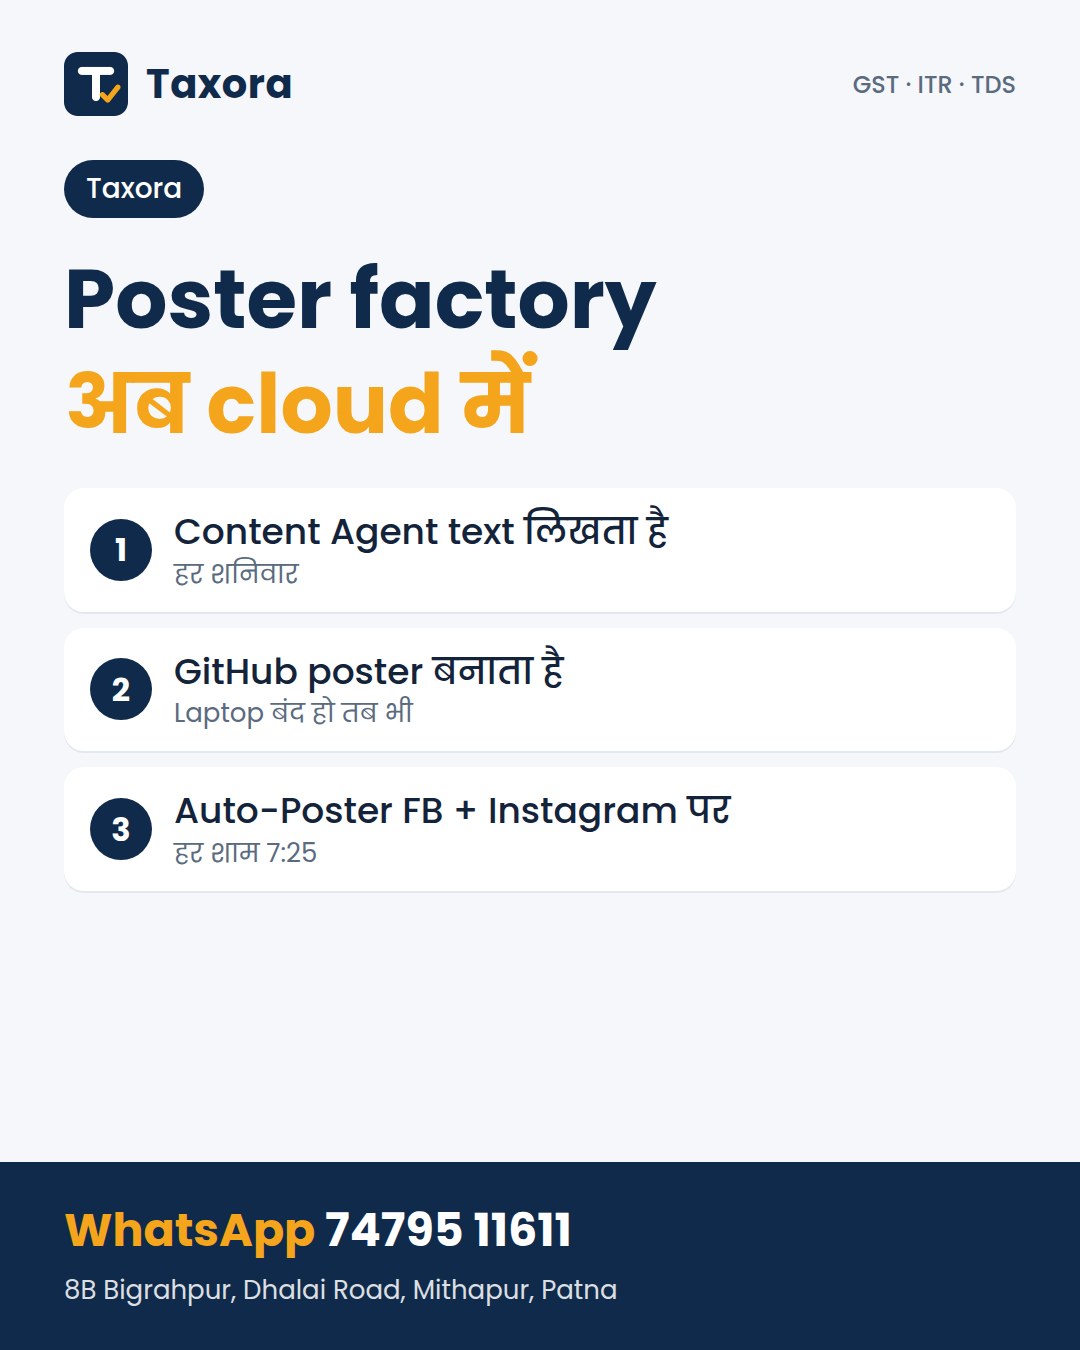 Taxora
GST · ITR · TDS
Taxora
Poster factory
अब cloud में
1
Content Agent text लिखता है
हर शनिवार
2
GitHub poster बनाता है
Laptop बंद हो तब भी
3
Auto-Poster FB + Instagram पर
हर शाम 7:25
WhatsApp 74795 11611
8B Bigrahpur, Dhalai Road, Mithapur, Patna